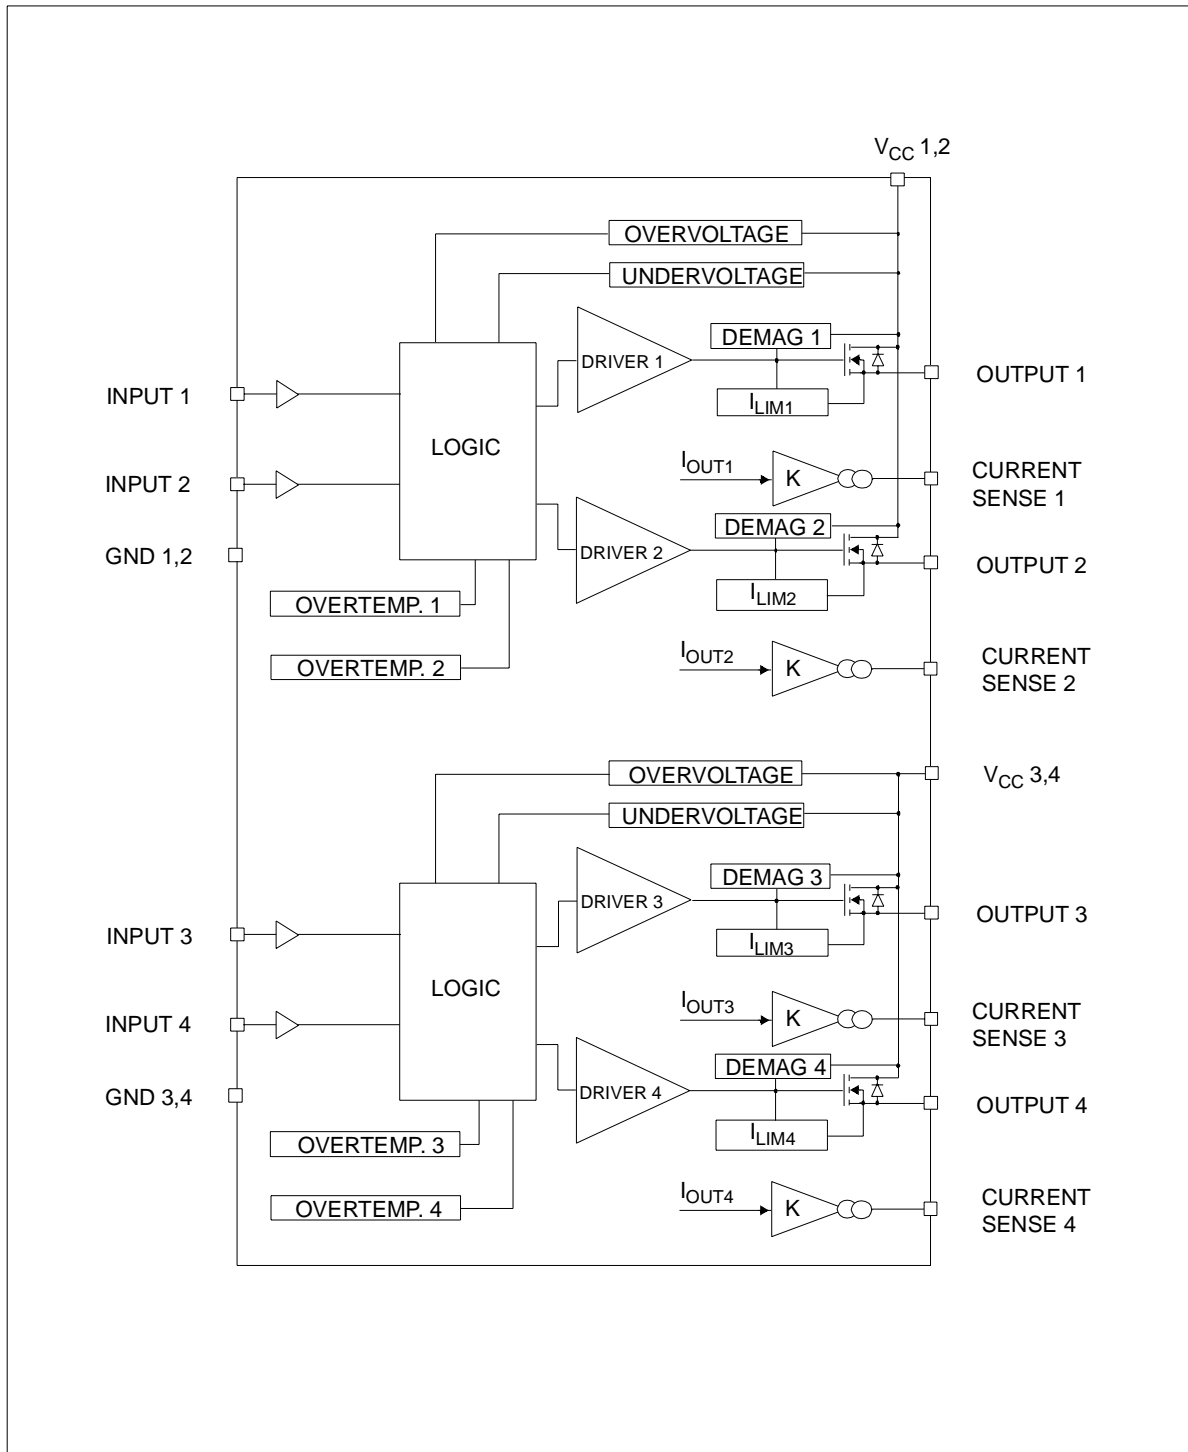 VCC 1,2
OVERVOLTAGE
UNDERVOLTAGE
DEMAG 1
DRIVER 1
OUTPUT 1
INPUT 1
ILIM1
LOGIC
IOUT1
K
CURRENT
SENSE 1
INPUT 2
DEMAG 2
DRIVER 2
GND 1,2
OUTPUT 2
ILIM2
OVERTEMP. 1
IOUT2
K
CURRENT
SENSE 2
OVERTEMP. 2
OVERVOLTAGE
VCC 3,4
UNDERVOLTAGE
DEMAG 3
DRIVER 3
OUTPUT 3
INPUT 3
ILIM3
LOGIC
IOUT3
K
CURRENT
SENSE 3
INPUT 4
DEMAG 4
DRIVER 4
GND 3,4
OUTPUT 4
ILIM4
OVERTEMP. 3
IOUT4
K
CURRENT
SENSE 4
OVERTEMP. 4